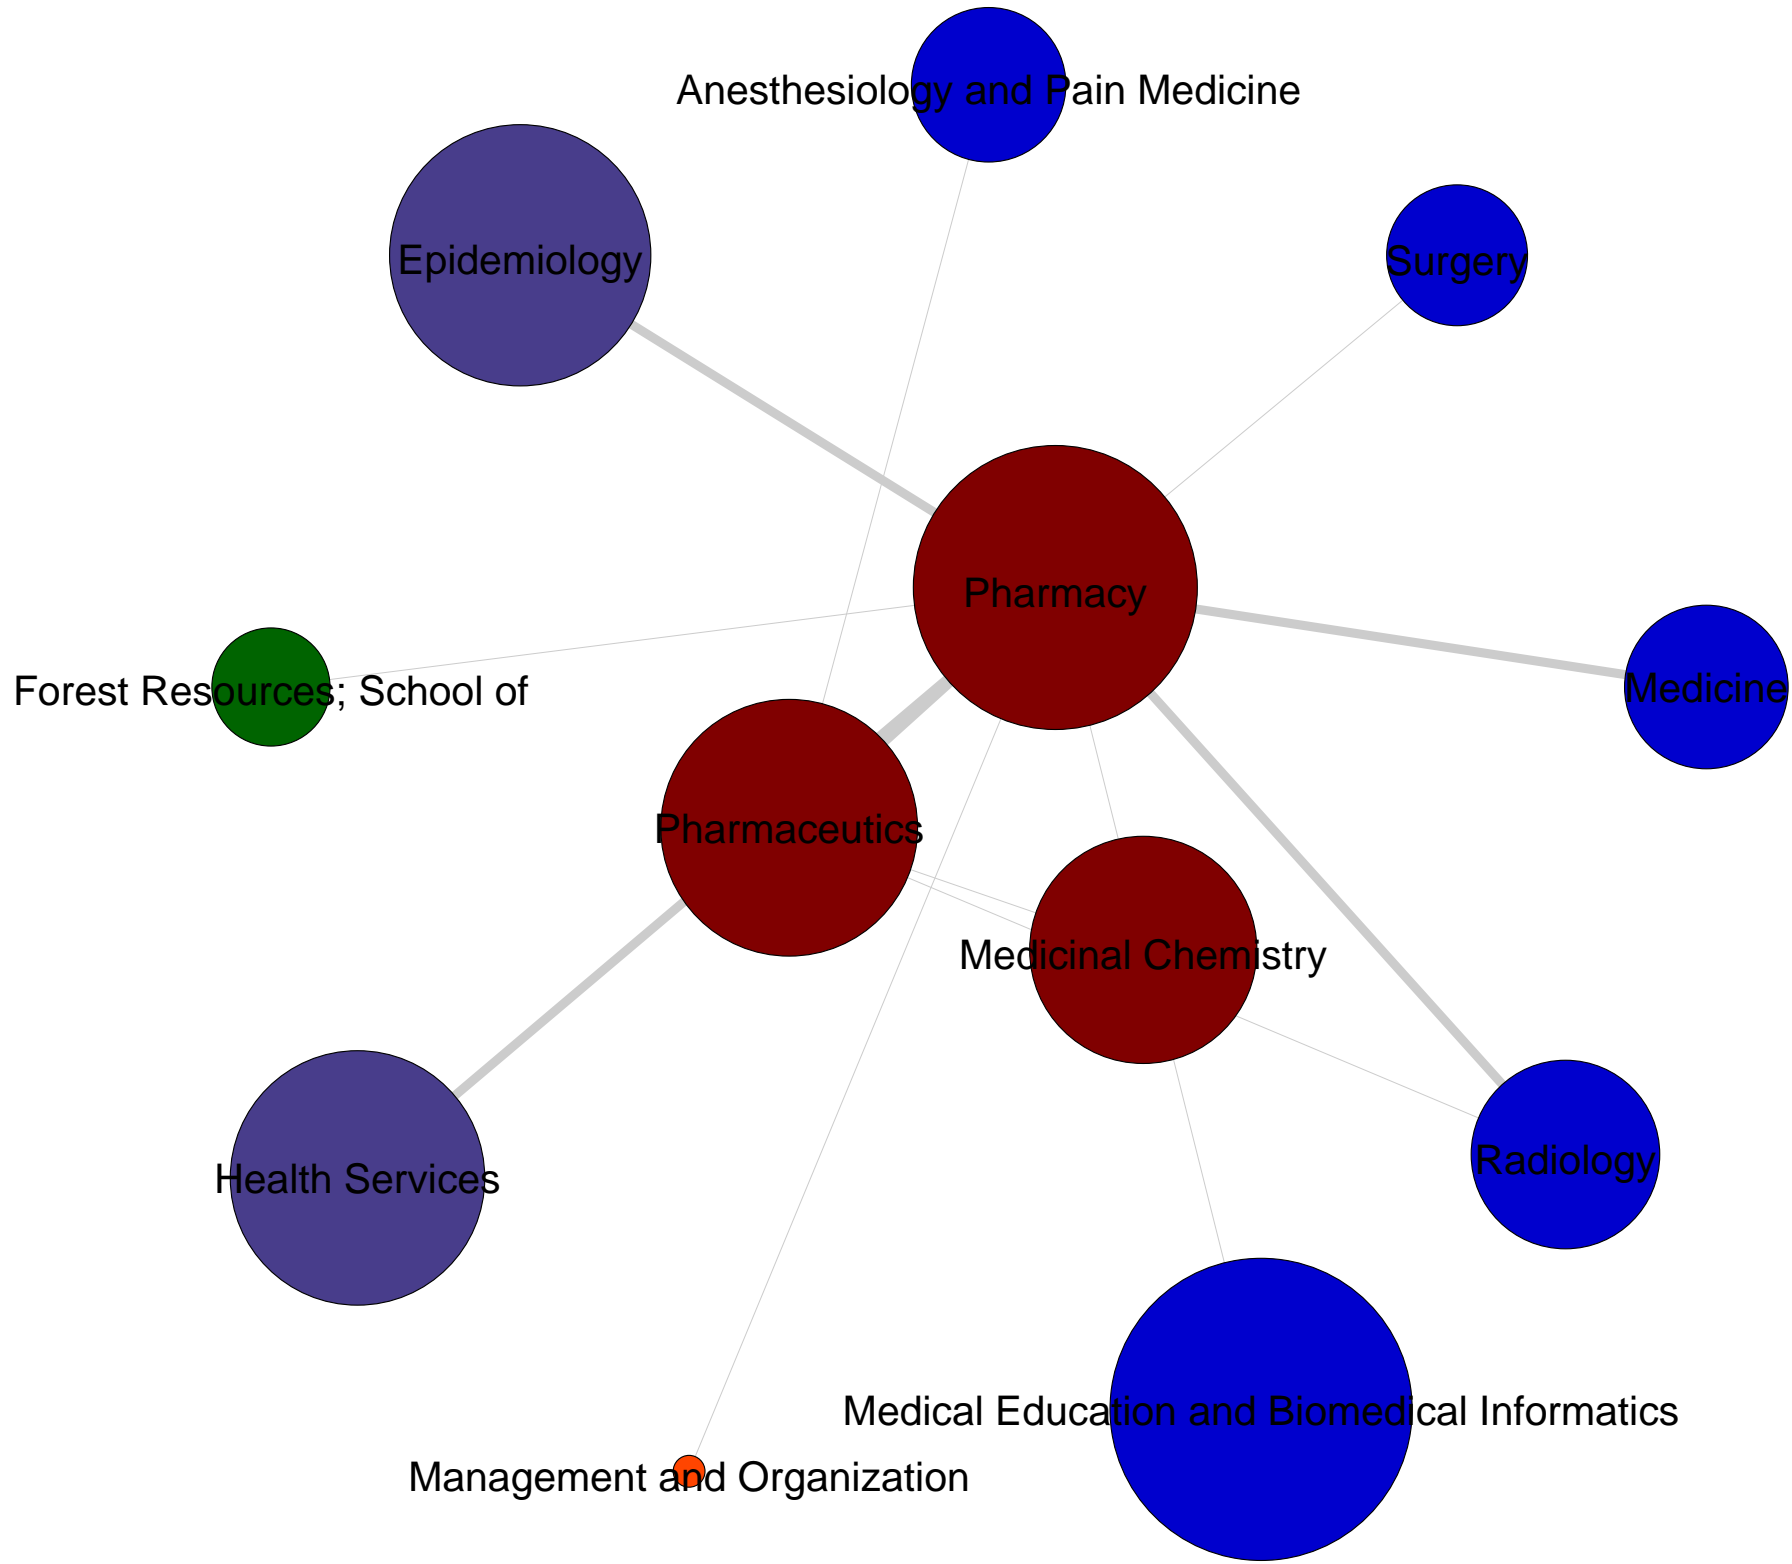 Anesthesiology and Pain Medicine
Epidemiology
Surgery
Pharmacy
Forest Resources; School of
Medicine
Pharmaceutics
Medicinal Chemistry
Radiology
Health Services
Medical Education and Biomedical Informatics
Management and Organization